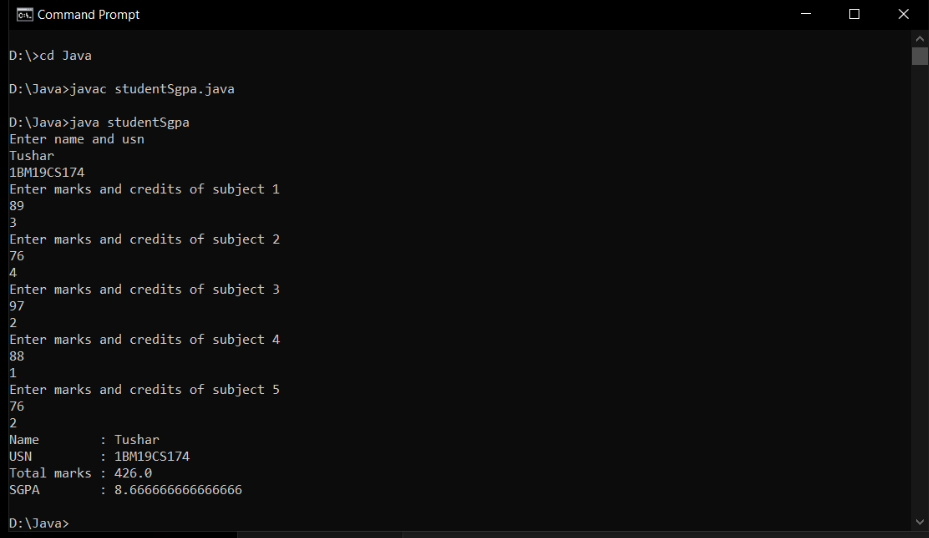 Command Prompt
D:\>cd Java
D:\Java>javac studentSgpa.java
D:\Java>java studentSgpa
Enter name and usn
Tushar
1BM19CS174
Enter marks and credits of subject 1
89
3
Enter marks and credits of subject 2
76
4
Enter marks and credits of subject 3
97
2
Enter marks and credits of subject 4
88
1
Enter marks and credits of subject 5
76
2
Name        : Tushar
USN         : 1BM19CS174
Total marks : 426.0
SGPA        : 8.666666666666666
D:\Java>